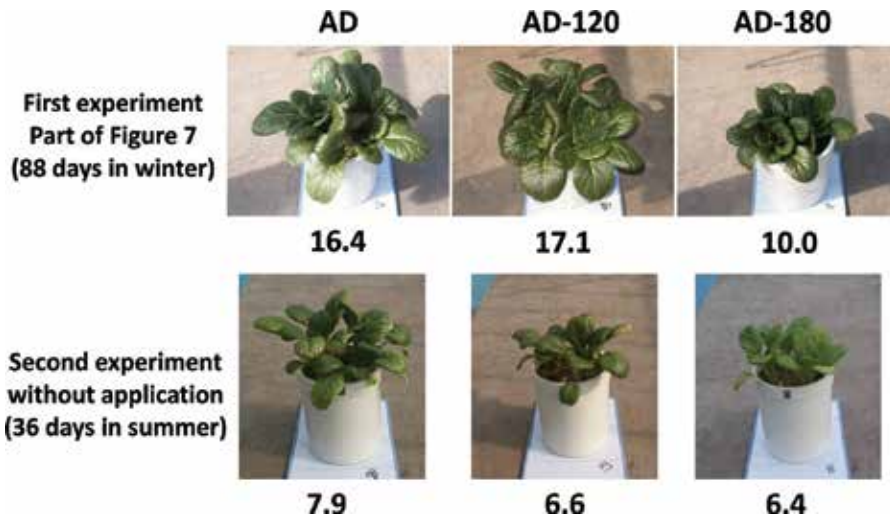 AD AD-120 AD-180
First experiment
Part of Figure 7
(88 days in winter)
16.4 17.1 10.0
Second experiment
without application
(36 days in summer)
7.9 6.6 6.4